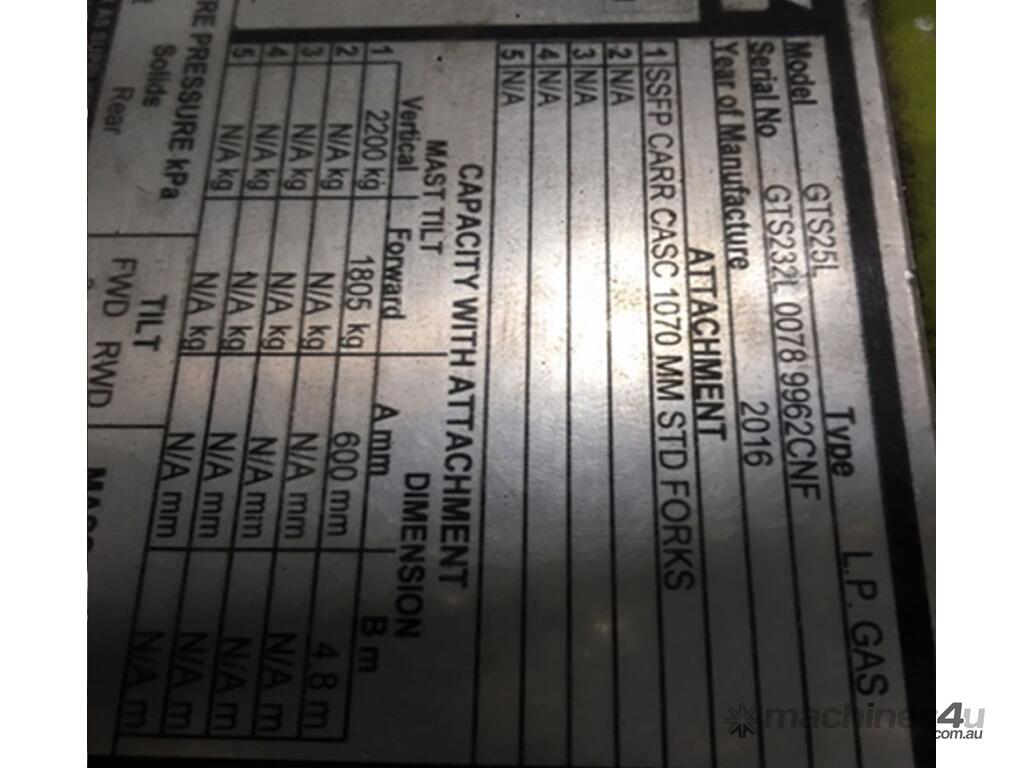 Model GTS25L Type L.P. GAS
Serial No GTS232L 0078 9962CNF
Year of Manufacture 2016
ATTACHMENT
1 SSFP CARR CASC 1070 MM STD FORKS
2 N/A
3 N/A
4 N/A
5 N/A
CAPACITY WITH ATTACHMENT
MAST TILT DIMENSION
Vertical Forward A mm B m
1 2200 kg 1805 kg 600 mm 4.8 m
2 N/A kg N/A kg N/A mm N/A m
3 N/A kg N/A kg N/A mm N/A m
4 N/A kg N/A kg N/A mm N/A m
5 N/A kg N/A kg N/A mm N/A m
RE PRESSURE kPa TILT
Solids FWD RWD
Rear
machines4u
.com.au